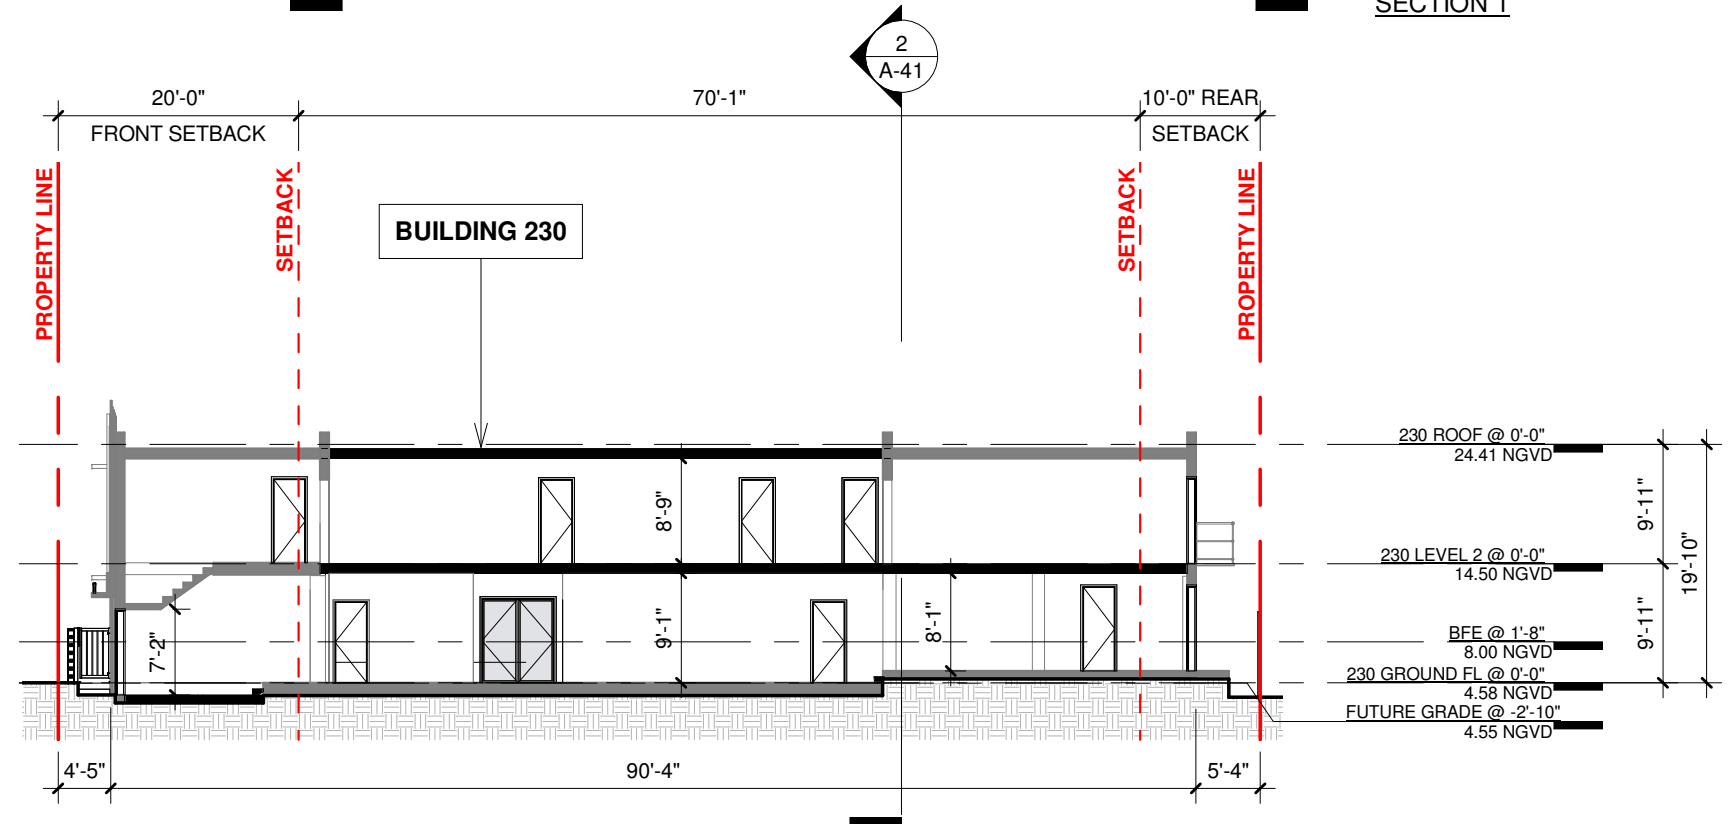 SECTION 1
2
A-41
20'-0"
70'-1"
10'-0" REAR
FRONT SETBACK
SETBACK
PROPERTY LINE
SETBACK
BUILDING 230
SETBACK
PROPERTY LINE
230 ROOF @ 0'-0"
24.41 NGVD
8'-9"
9'-11"
230 LEVEL 2 @ 0'-0"
14.50 NGVD
19'-10"
7'-2"
9'-1"
8'-1"
9'-11"
BFE @ 1'-8"
8.00 NGVD
230 GROUND FL @ 0'-0"
4.58 NGVD
FUTURE GRADE @ -2'-10"
4.55 NGVD
4'-5"
90'-4"
5'-4"